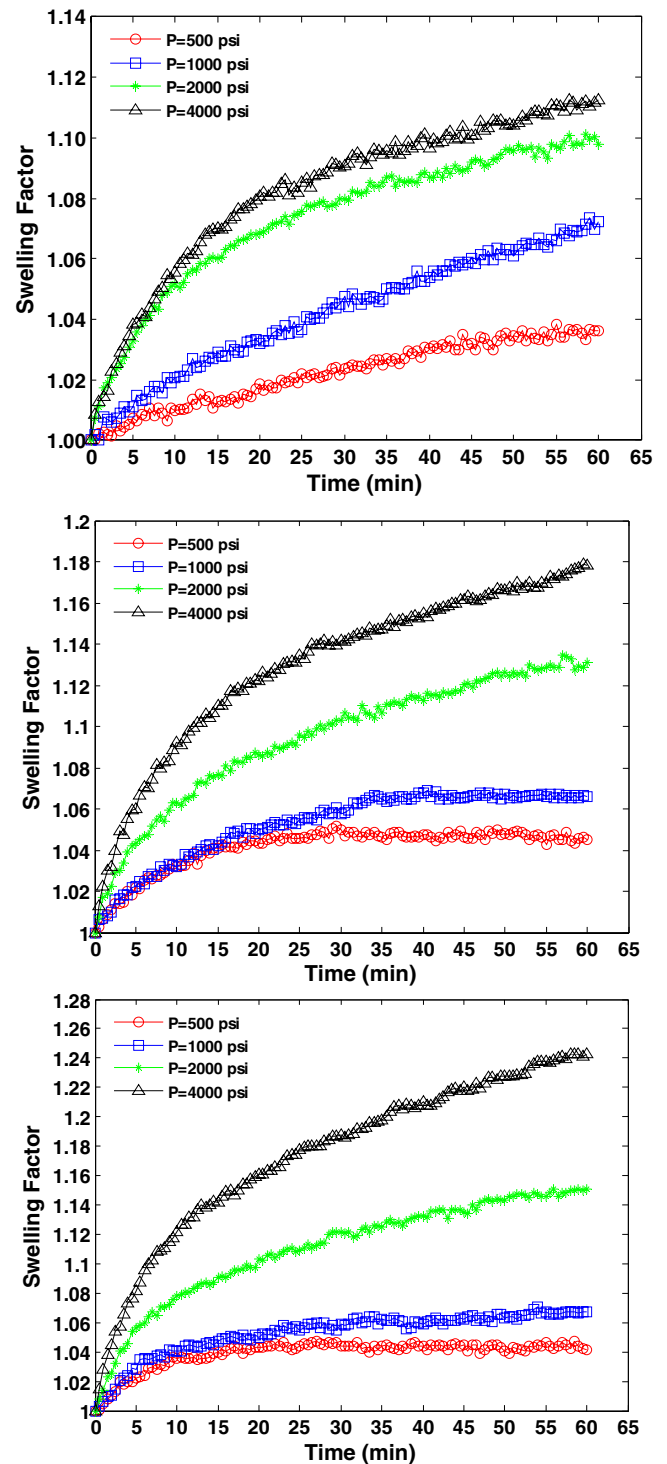 1.14
1.12
1.10
1.08
1.06
1.04
1.02
1.00
Swelling Factor
P=500 psi
P=1000 psi
P=2000 psi
P=4000 psi
0 5 10 15 20 25 30 35 40 45 50 55 60 65
Time (min)
1.2
1.18
1.16
1.14
1.12
1.1
1.08
1.06
1.04
1.02
1
Swelling Factor
P=500 psi
P=1000 psi
P=2000 psi
P=4000 psi
0 5 10 15 20 25 30 35 40 45 50 55 60 65
Time (min)
1.28
1.26
1.24
1.22
1.2
1.18
1.16
1.14
1.12
1.1
1.08
1.06
1.04
1.02
1
Swelling Factor
P=500 psi
P=1000 psi
P=2000 psi
P=4000 psi
0 5 10 15 20 25 30 35 40 45 50 55 60 65
Time (min)